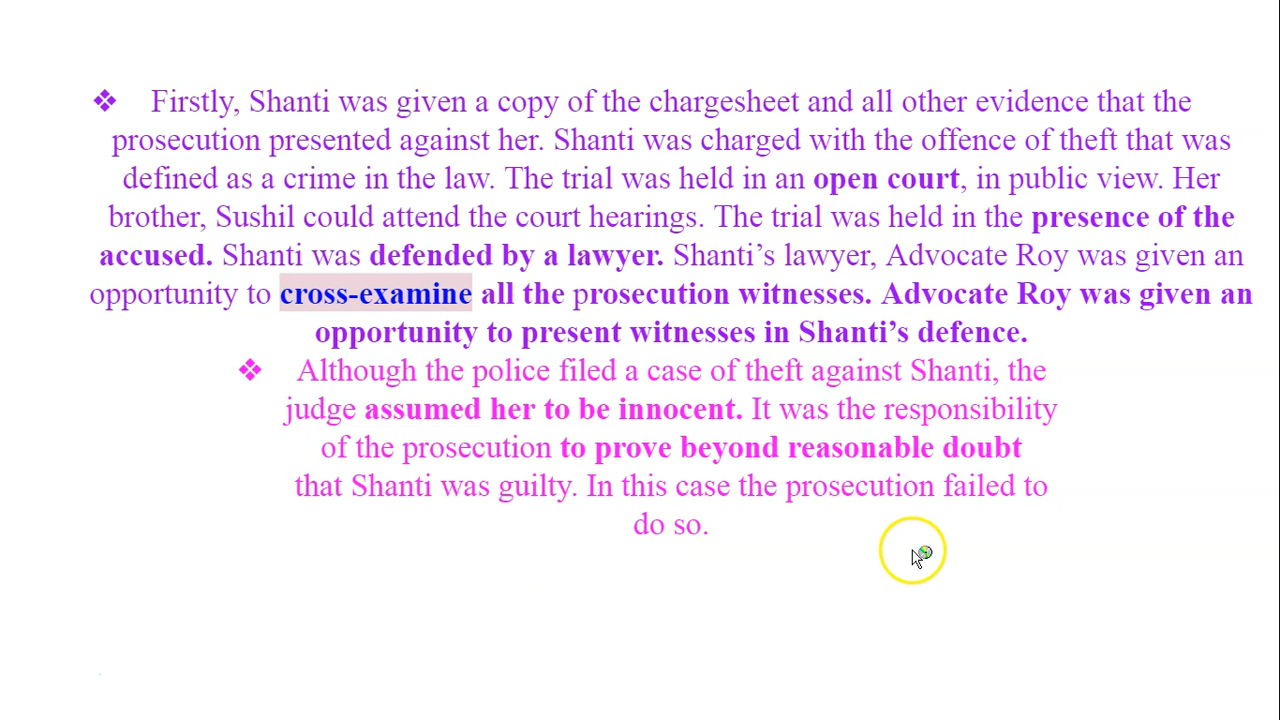 ❖ Firstly, Shanti was given a copy of the chargesheet and all other evidence that the
prosecution presented against her. Shanti was charged with the offence of theft that was
defined as a crime in the law. The trial was held in an open court, in public view. Her
brother, Sushil could attend the court hearings. The trial was held in the presence of the
accused. Shanti was defended by a lawyer. Shanti’s lawyer, Advocate Roy was given an
opportunity to cross-examine all the prosecution witnesses. Advocate Roy was given an
opportunity to present witnesses in Shanti’s defence.
❖ Although the police filed a case of theft against Shanti, the
judge assumed her to be innocent. It was the responsibility
of the prosecution to prove beyond reasonable doubt
that Shanti was guilty. In this case the prosecution failed to
do so.